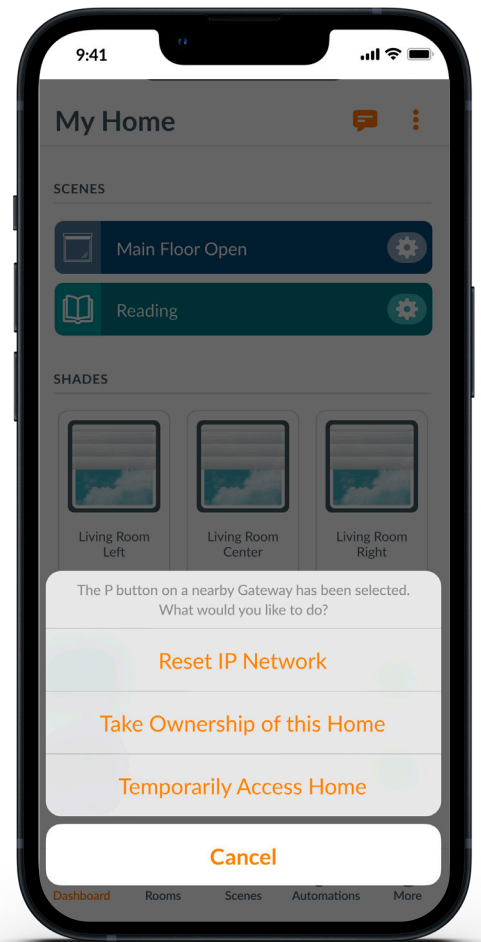 9:41
My Home
SCENES
Main Floor Open
Reading
SHADES
Living Room
Left
Living Room
Center
Living Room
Right
The P button on a nearby Gateway has been selected.
What would you like to do?
Reset IP Network
Take Ownership of this Home
Temporarily Access Home
Cancel
Dashboard Rooms Scenes Automations More